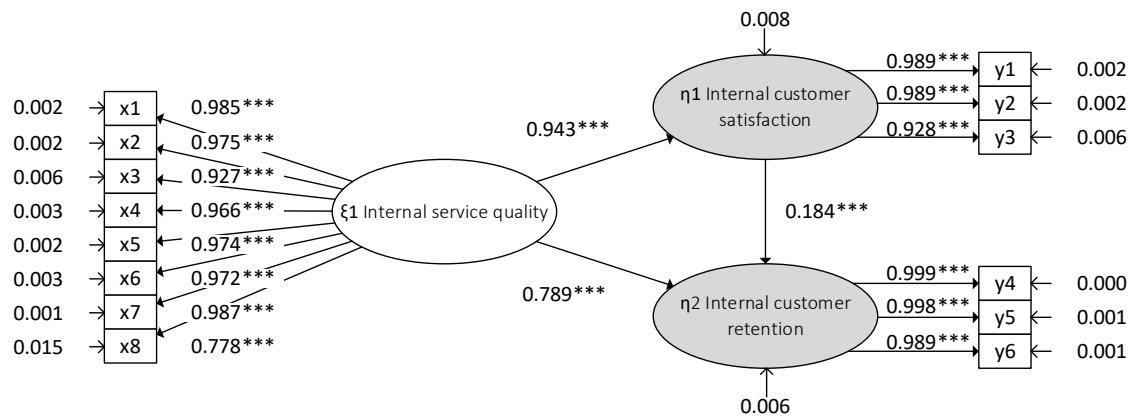 0.008
0.989***
y1
0.002
η1 Internal customer
satisfaction
0.989***
y2
0.002
0.928***
y3
0.006
0.943***
0.002
x1
0.985***
0.002
x2
0.975***
0.006
x3
0.927***
0.003
x4
0.966***
0.002
x5
0.974***
0.003
x6
0.972***
0.001
x7
0.987***
0.015
x8
0.778***
ξ1 Internal service quality
0.184***
0.789***
η2 Internal customer
retention
0.999***
y4
0.000
0.998***
y5
0.001
0.989***
y6
0.001
0.006